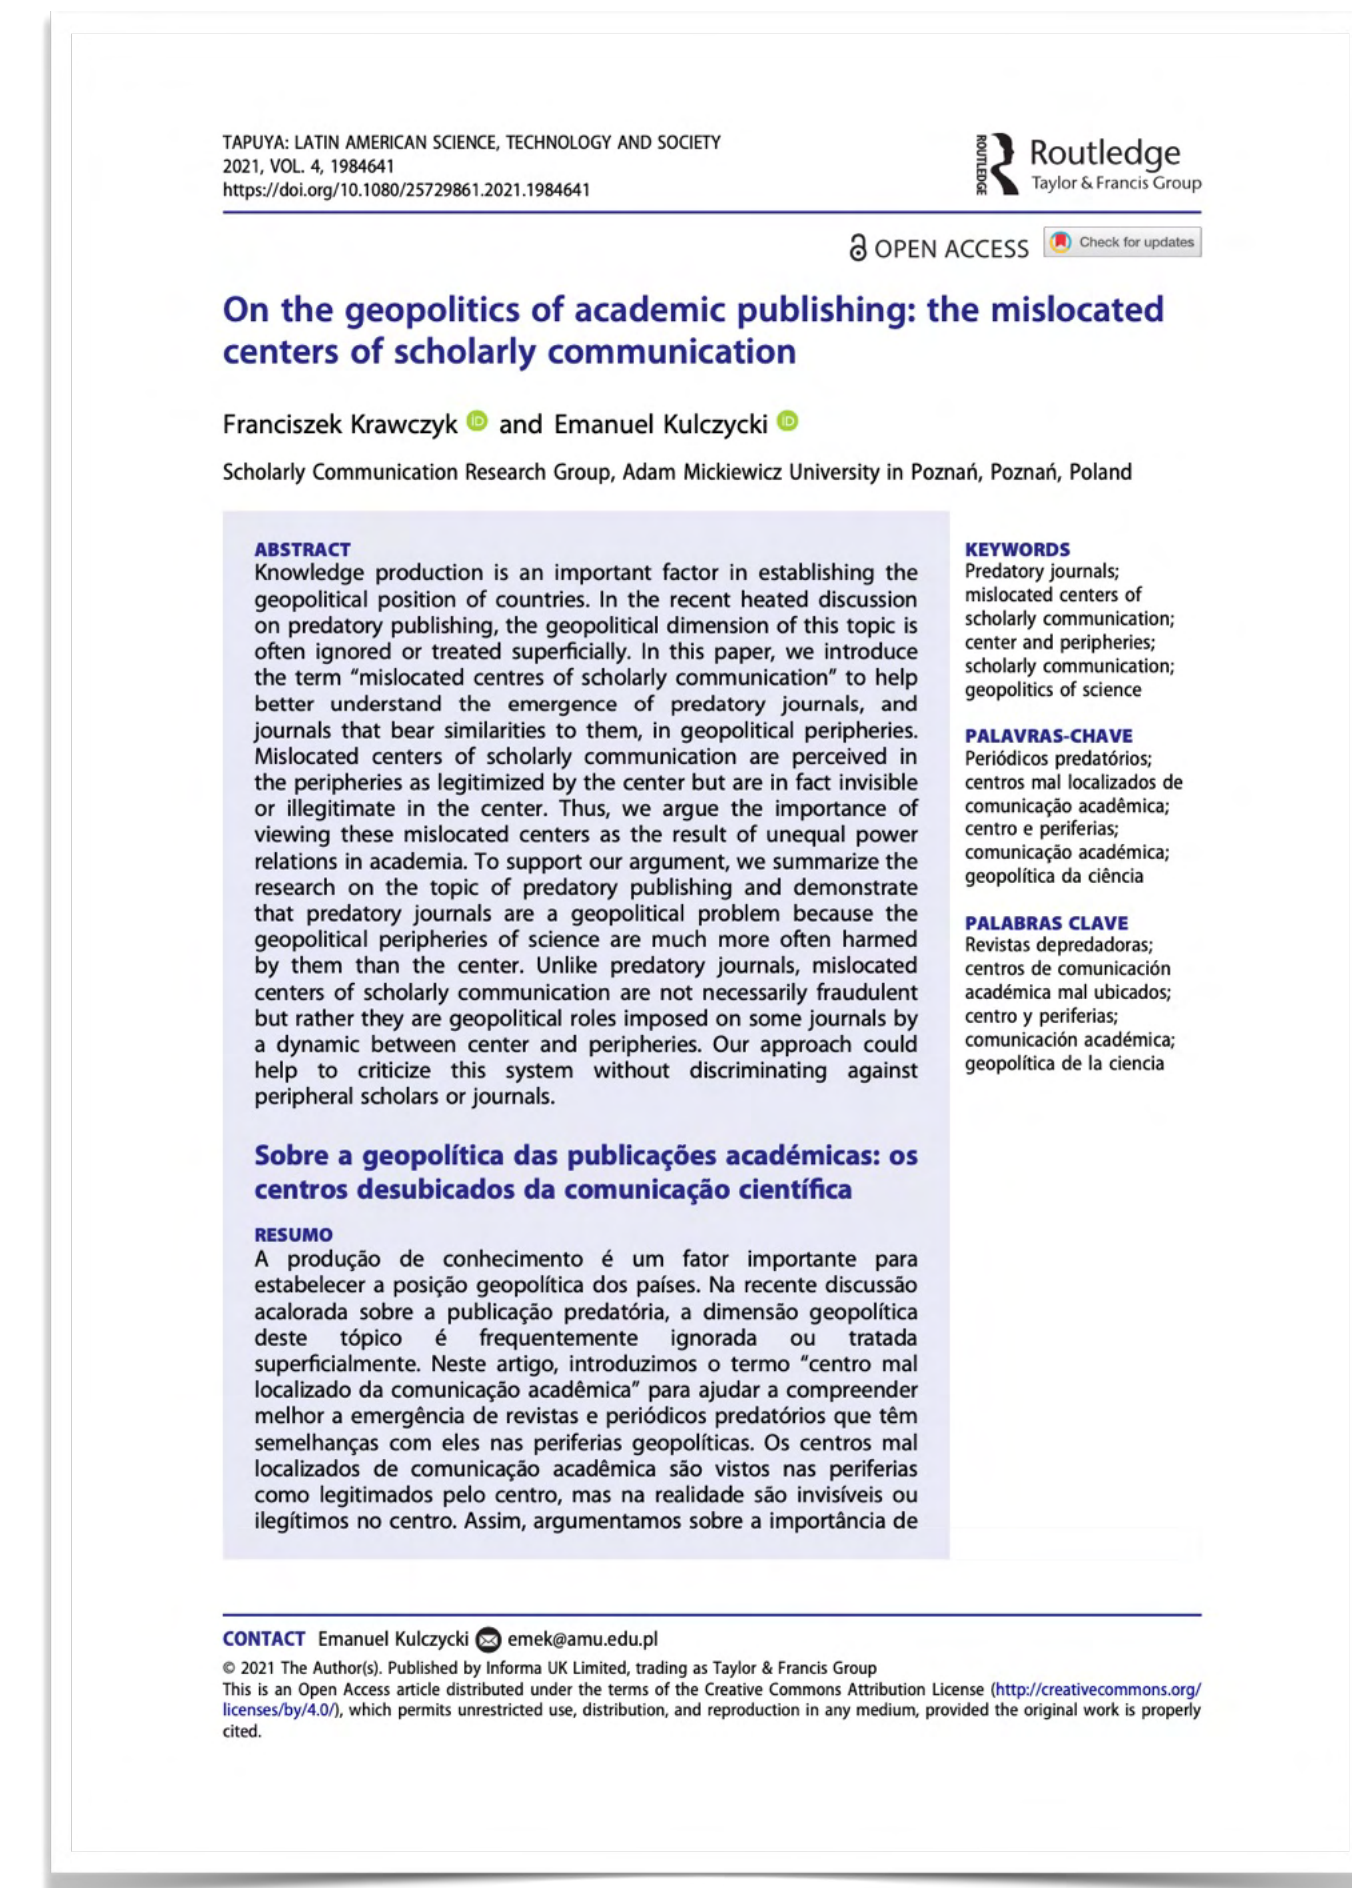 TAPUYA: LATIN AMERICAN SCIENCE, TECHNOLOGY AND SOCIETY
2021, VOL. 4, 1984641
https://doi.org/10.1080/25729861.2021.1984641
ROUTLEDGE
Routledge
Taylor & Francis Group
OPEN ACCESS
Check for updates
On the geopolitics of academic publishing: the mislocated
centers of scholarly communication
Franciszek Krawczyk iD and Emanuel Kulczycki iD
Scholarly Communication Research Group, Adam Mickiewicz University in Poznań, Poznań, Poland
ABSTRACT
Knowledge production is an important factor in establishing the
geopolitical position of countries. In the recent heated discussion
on predatory publishing, the geopolitical dimension of this topic is
often ignored or treated superficially. In this paper, we introduce
the term “mislocated centres of scholarly communication” to help
better understand the emergence of predatory journals, and
journals that bear similarities to them, in geopolitical peripheries.
Mislocated centers of scholarly communication are perceived in
the peripheries as legitimized by the center but are in fact invisible
or illegitimate in the center. Thus, we argue the importance of
viewing these mislocated centers as the result of unequal power
relations in academia. To support our argument, we summarize the
research on the topic of predatory publishing and demonstrate
that predatory journals are a geopolitical problem because the
geopolitical peripheries of science are much more often harmed
by them than the center. Unlike predatory journals, mislocated
centers of scholarly communication are not necessarily fraudulent
but rather they are geopolitical roles imposed on some journals by
a dynamic between center and peripheries. Our approach could
help to criticize this system without discriminating against
peripheral scholars or journals.
Sobre a geopolítica das publicações académicas: os
centros desubicados da comunicação científica
RESUMO
A produção de conhecimento é um fator importante para
estabelecer a posição geopolítica dos países. Na recente discussão
acalorada sobre a publicação predatória, a dimensão geopolítica
deste tópico é frequentemente ignorada ou tratada
superficialmente. Neste artigo, introduzimos o termo “centro mal
localizado da comunicação acadêmica” para ajudar a compreender
melhor a emergência de revistas e periódicos predatórios que têm
semelhanças com eles nas periferias geopolíticas. Os centros mal
localizados de comunicação acadêmica são vistos nas periferias
como legitimados pelo centro, mas na realidade são invisíveis ou
ilegítimos no centro. Assim, argumentamos sobre a importância de
KEYWORDS
Predatory journals;
mislocated centers of
scholarly communication;
center and peripheries;
scholarly communication;
geopolitics of science
PALAVRAS-CHAVE
Periódicos predatórios;
centros mal localizados de
comunicação acadêmica;
centro e periferias;
comunicação académica;
geopolítica da ciência
PALABRAS CLAVE
Revistas depredadoras;
centros de comunicación
académica mal ubicados;
centro y periferias;
comunicación académica;
geopolítica de la ciencia
CONTACT Emanuel Kulczycki emek@amu.edu.pl
© 2021 The Author(s). Published by Informa UK Limited, trading as Taylor & Francis Group
This is an Open Access article distributed under the terms of the Creative Commons Attribution License (http://creativecommons.org/
licenses/by/4.0/), which permits unrestricted use, distribution, and reproduction in any medium, provided the original work is properly
cited.